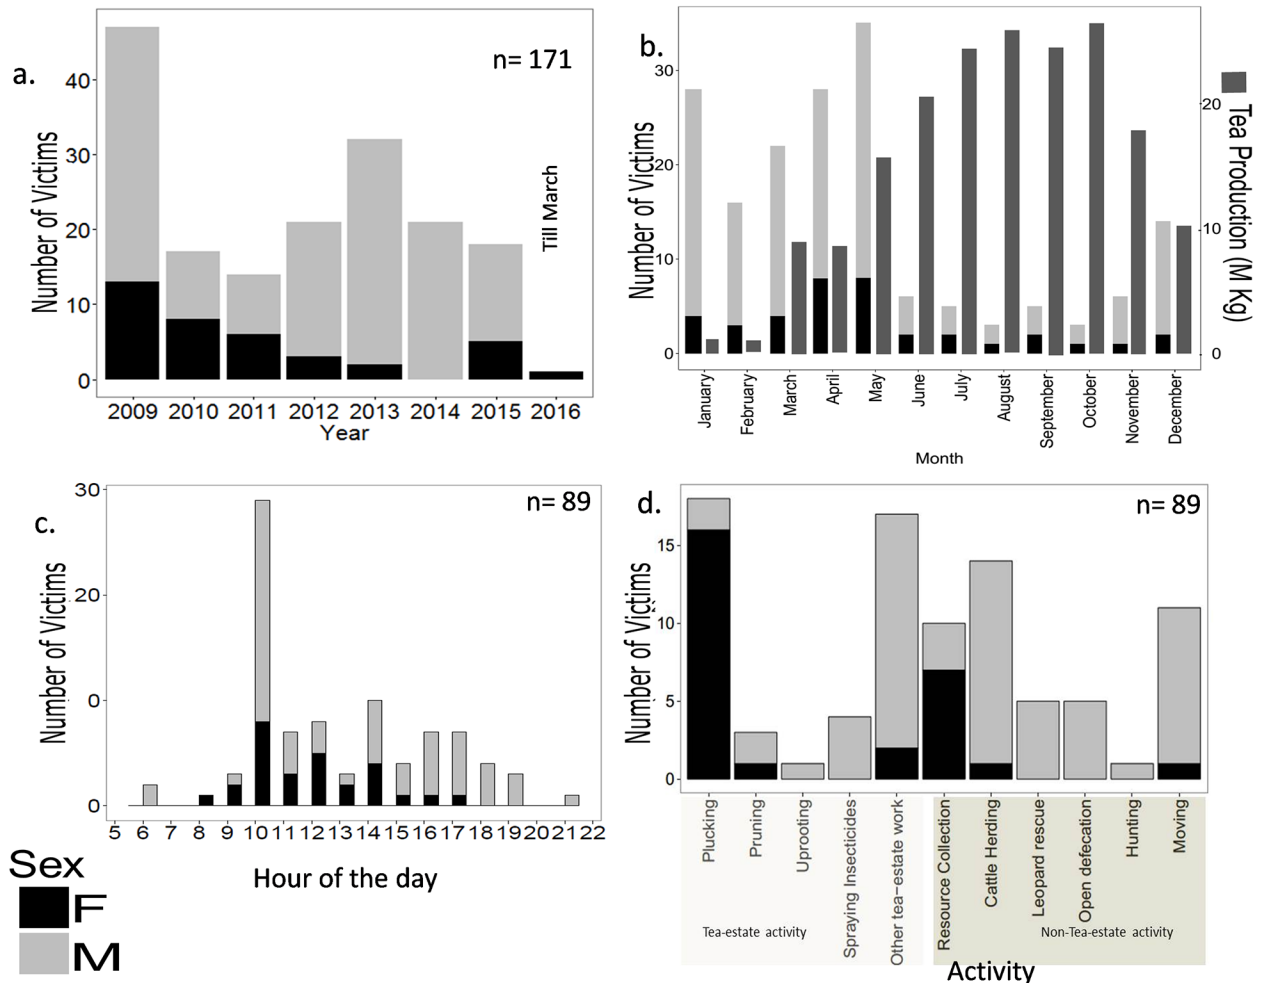 a.
n= 171
Number of Victims
40
30
20
10
0
Till March
2009 2010 2011 2012 2013 2014 2015 2016
Year
b.
Number of Victims
30
20
10
0
20
10
0
Tea Production (M Kg)
January
February
March
April
May
June
July
August
September
October
November
December
Month
c.
n= 89
Number of Victims
30
20
0
0
5 6 7 8 9 10 11 12 13 14 15 16 17 18 19 20 21 22
Hour of the day
Sex
F
M
d.
n= 89
Number of Victims
15
10
5
0
Plucking
Pruning
Uprooting
Spraying Insecticides
Other tea-estate work
Resource Collection
Cattle Herding
Leopard rescue
Open defecation
Hunting
Moving
Tea-estate activity
Non-Tea-estate activity
Activity